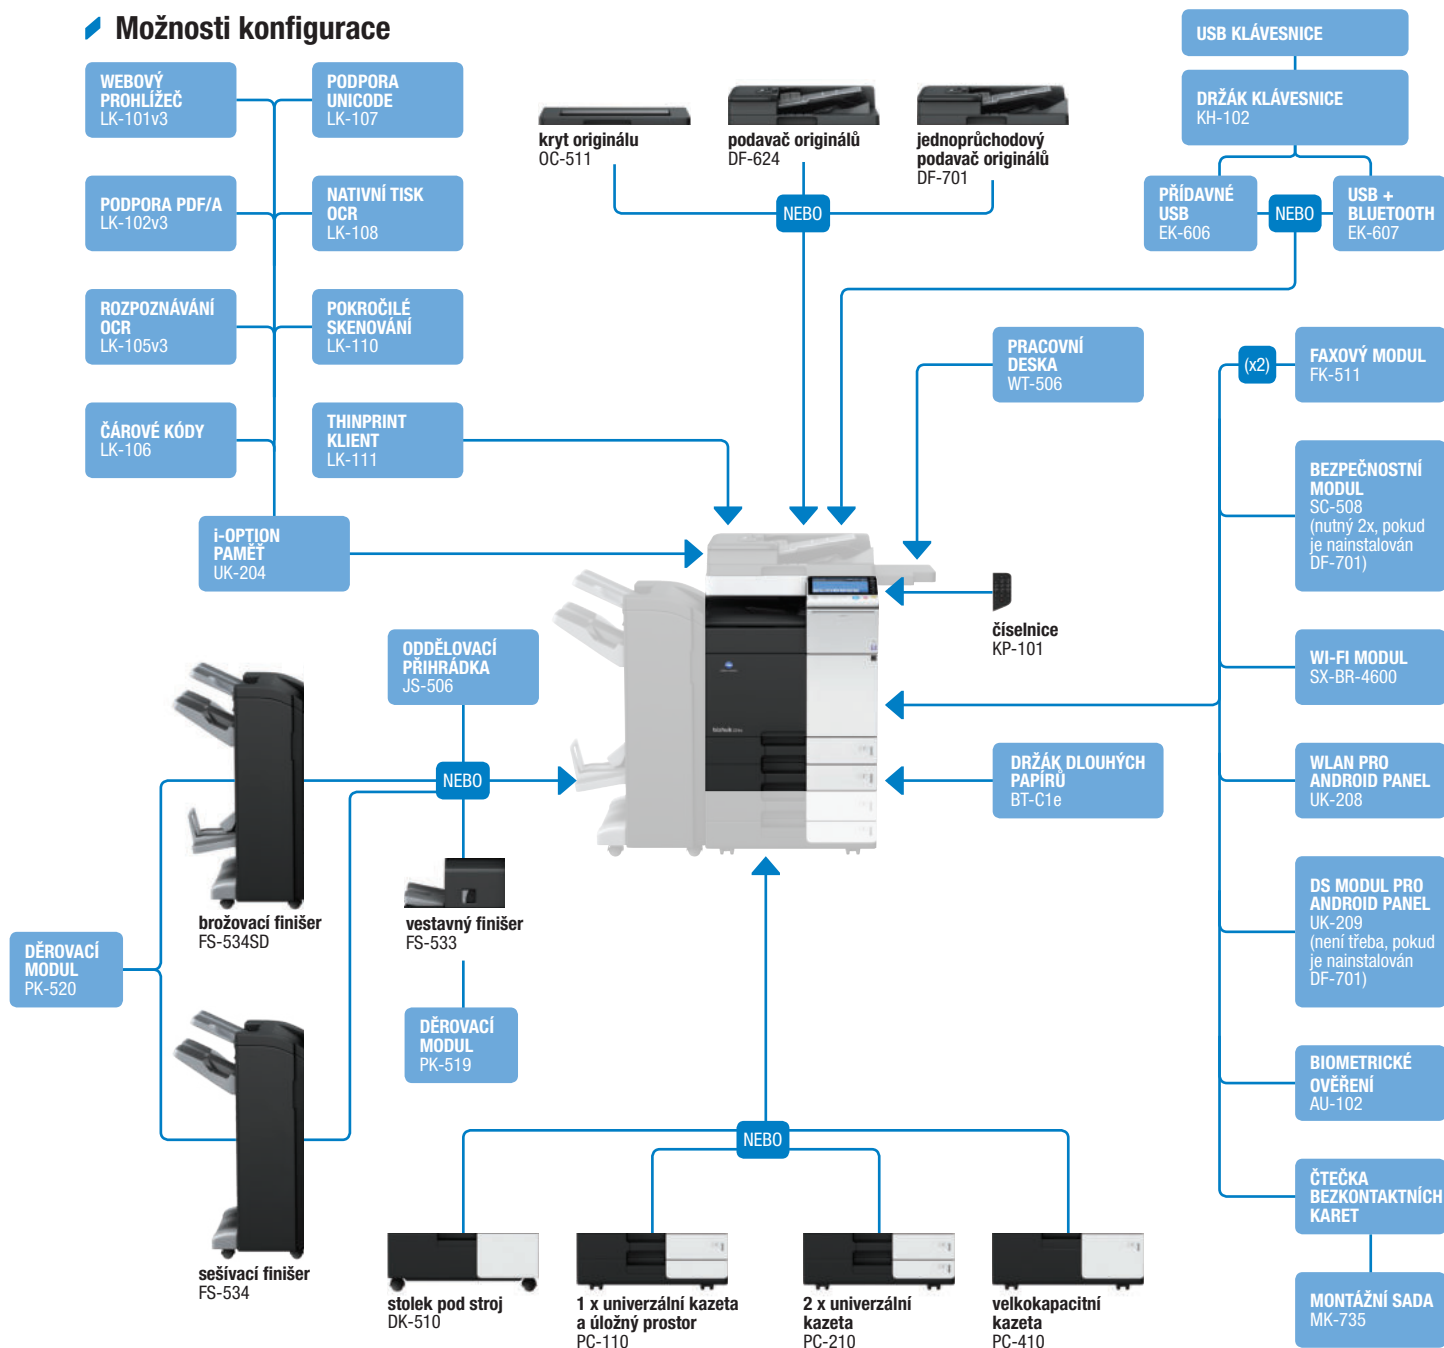 Možnosti konfigurace
WEBOVÝ
PROHLÍŽEČ
LK-101v3
PODPORA
UNICODE
LK-107
PODPORA PDF/A
LK-102v3
NATIVNÍ TISK
OCR
LK-108
ROZPOZNÁVÁNÍ
OCR
LK-105v3
POKROČILÉ
SKENOVÁNÍ
LK-110
ČÁROVÉ KÓDY
LK-106
THINPRINT
KLIENT
LK-111
i-OPTION
PAMĚŤ
UK-204
kryt originálu
OC-511
podavač originálů
DF-624
jednoprůchodový
podavač originálů
DF-701
NEBO
USB KLÁVESNICE
DRŽÁK KLÁVESNICE
KH-102
PŘÍDAVNÉ
USB
EK-606
NEBO
USB +
BLUETOOTH
EK-607
PRACOVNÍ
DESKA
WT-506
(x2)
FAXOVÝ MODUL
FK-511
BEZPEČNOSTNÍ
MODUL
SC-508
(nutný 2x, pokud
je nainstalován
DF-701)
číselnice
KP-101
WI-FI MODUL
SX-BR-4600
ODDĚLOVACÍ
PŘIHRÁDKA
JS-506
NEBO
DRŽÁK DLOUHÝCH
PAPÍRŮ
BT-C1e
WLAN PRO
ANDROID PANEL
UK-208
DS MODUL PRO
ANDROID PANEL
UK-209
(není třeba, pokud
je nainstalován
DF-701)
brožovací finišer
FS-534SD
vestavný finišer
FS-533
DĚROVACÍ
MODUL
PK-520
DĚROVACÍ
MODUL
PK-519
BIOMETRICKÉ
OVĚŘENÍ
AU-102
NEBO
ČTEČKA
BEZKONTAKTNÍCH
KARET
sešívací finišer
FS-534
stolek pod stroj
DK-510
1 x univerzální kazeta
a úložný prostor
PC-110
2 x univerzální
kazeta
PC-210
velkokapacitní
kazeta
PC-410
MONTÁŽNÍ SADA
MK-735